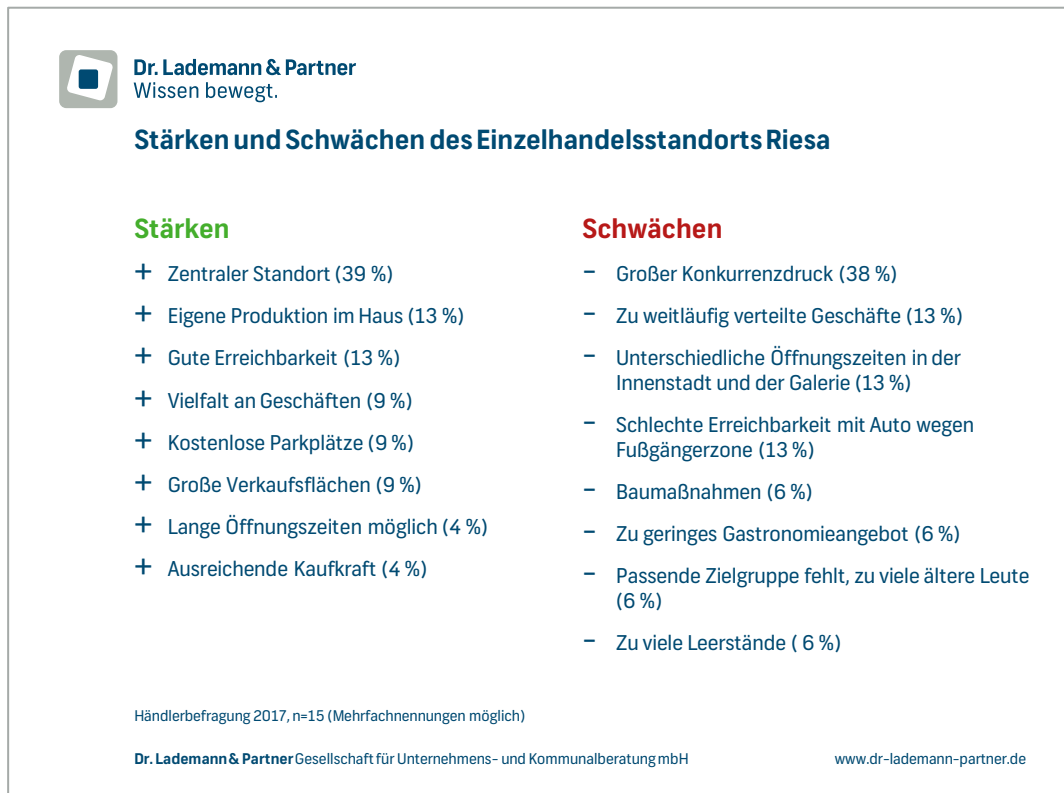 Dr. Lademann & Partner
Wissen bewegt.
Stärken und Schwächen des Einzelhandelsstandorts Riesa
Stärken
+ Zentraler Standort (39 %)
+ Eigene Produktion im Haus (13 %)
+ Gute Erreichbarkeit (13 %)
+ Vielfalt an Geschäften (9 %)
+ Kostenlose Parkplätze (9 %)
+ Große Verkaufsflächen (9 %)
+ Lange Öffnungszeiten möglich (4 %)
+ Ausreichende Kaufkraft (4 %)
Schwächen
- Großer Konkurrenzdruck (38 %)
- Zu weitläufig verteilte Geschäfte (13 %)
- Unterschiedliche Öffnungszeiten in der
Innenstadt und der Galerie (13 %)
- Schlechte Erreichbarkeit mit Auto wegen
Fußgängerzone (13 %)
- Baumaßnahmen (6 %)
- Zu geringes Gastronomieangebot (6 %)
- Passende Zielgruppe fehlt, zu viele ältere Leute
(6 %)
- Zu viele Leerstände ( 6 %)
Händlerbefragung 2017, n=15 (Mehrfachnennungen möglich)
Dr. Lademann & Partner Gesellschaft für Unternehmens- und Kommunalberatung mbH
www.dr-lademann-partner.de